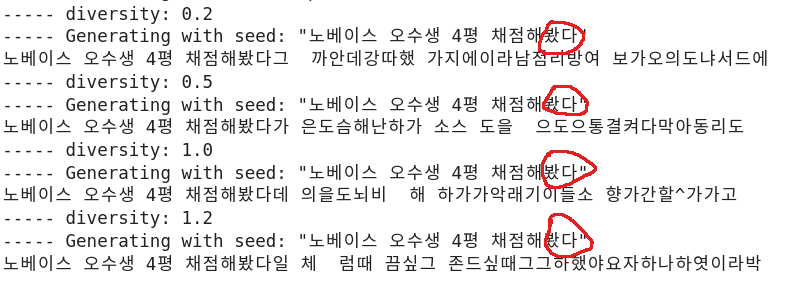 ----- diversity: 0.2
----- Generating with seed: "노베이스 오수생 4평 채점해봤다"
노베이스 오수생 4평 채점해봤다그  까안데강따했 가지에이라남점리방여 보가오의도냐서드에
----- diversity: 0.5
----- Generating with seed: "노베이스 오수생 4평 채점해봤다"
노베이스 오수생 4평 채점해봤다가 은도슴해난하가 소스 도을  으도으통결켜다막아동리도
----- diversity: 1.0
----- Generating with seed: "노베이스 오수생 4평 채점해봤다"
노베이스 오수생 4평 채점해봤다데 의을도뇌비  해 하가가악래기이들소 향가간할^가가고
----- diversity: 1.2
----- Generating with seed: "노베이스 오수생 4평 채점해봤다"
노베이스 오수생 4평 채점해봤다일 체  럼때 끔싶그 존드싶때그그하했야요자하나하엿이라박